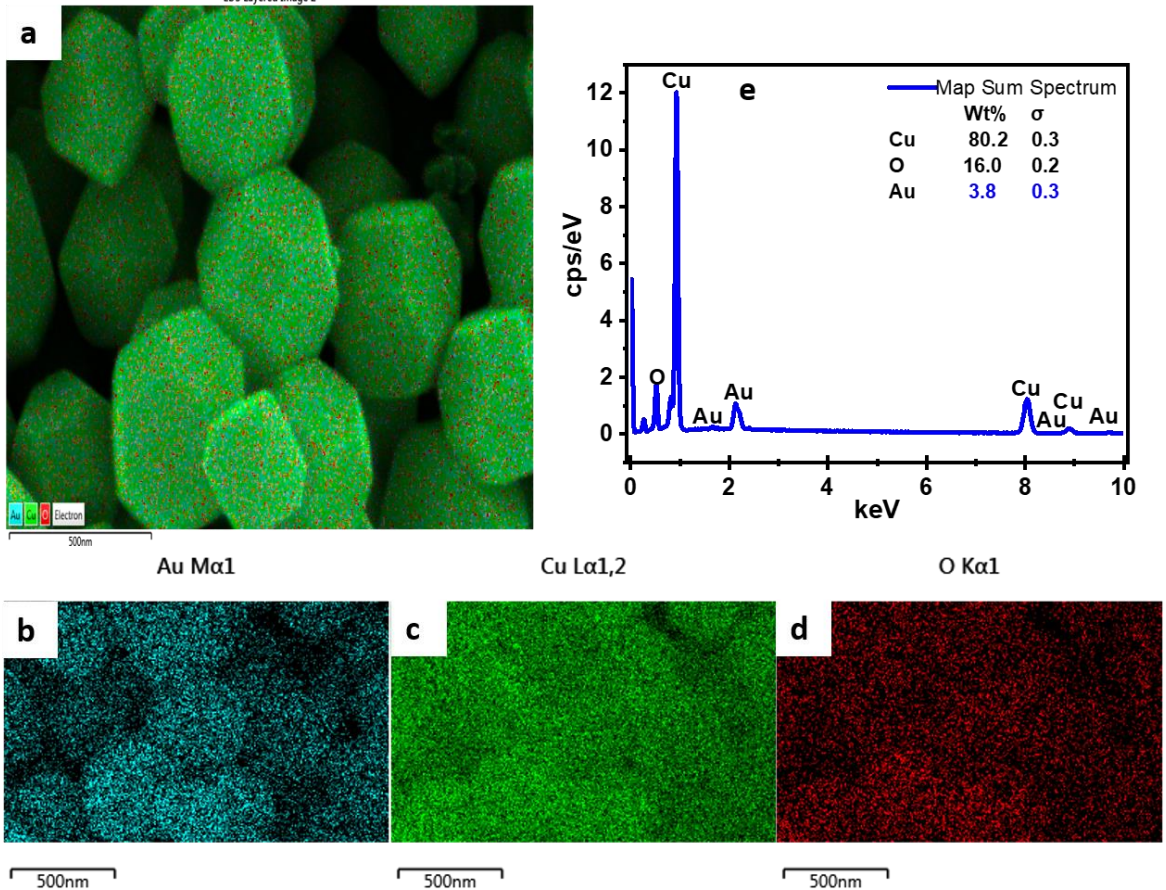 a
Au Cu O Electron
500nm
e
Map Sum Spectrum
Wt% σ
Cu 80.2 0.3
O 16.0 0.2
Au 3.8 0.3
Cu
O
Au
Au
Cu
Au
Cu
Au
cps/eV
12
10
8
6
4
2
0
0 2 4 6 8 10
keV
Au Mα1
Cu Lα1,2
O Kα1
b
c
d
500nm
500nm
500nm